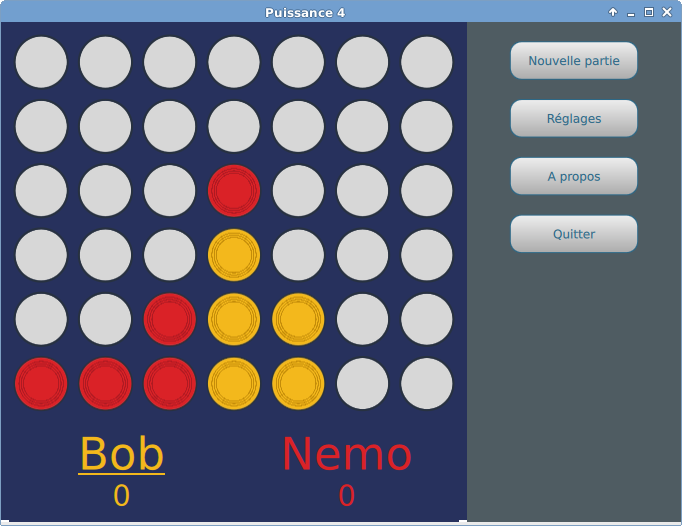 Puissance 4
Nouvelle partie
Réglages
A propos
Quitter
Bob Nemo
0 0